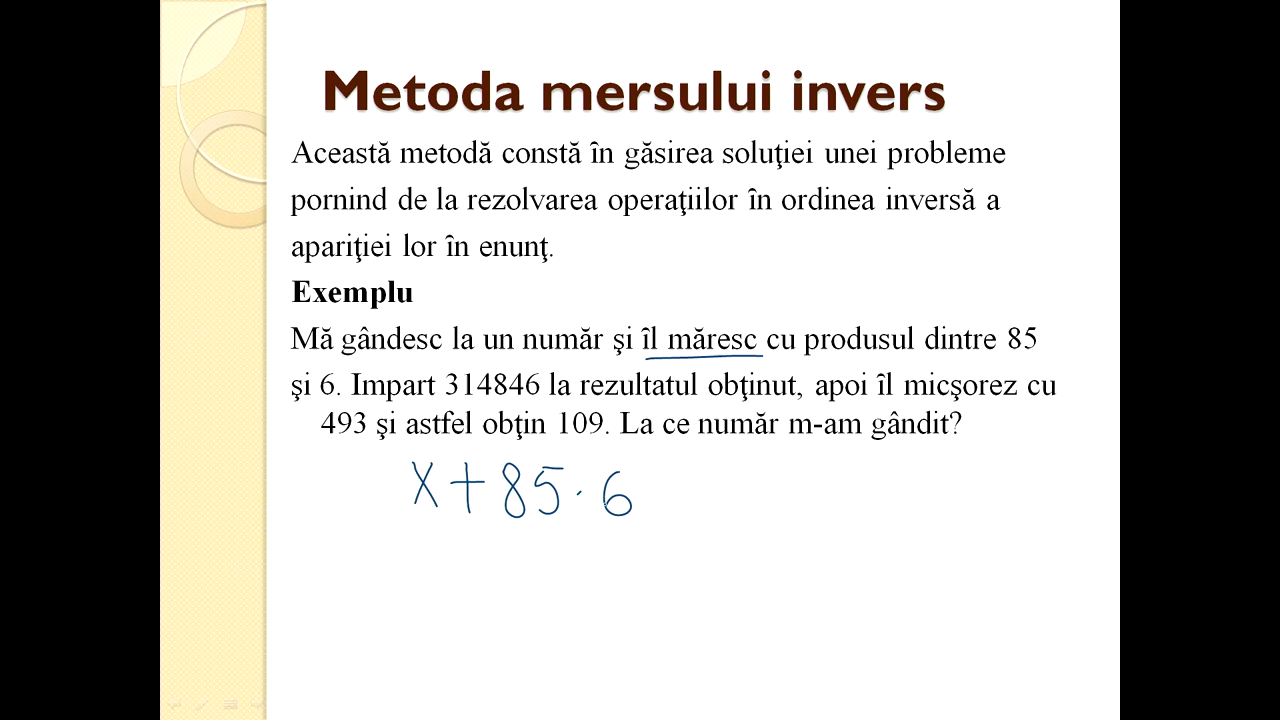 Metoda mersului invers
Această metodă constă în găsirea soluţiei unei probleme
pornind de la rezolvarea operaţiilor în ordinea inversă a
apariţiei lor în enunţ.
Exemplu
Mă gândesc la un număr şi îl măresc cu produsul dintre 85
şi 6. Impart 314846 la rezultatul obţinut, apoi îl micşorez cu
493 şi astfel obţin 109. La ce număr m-am gândit?
x+85·6